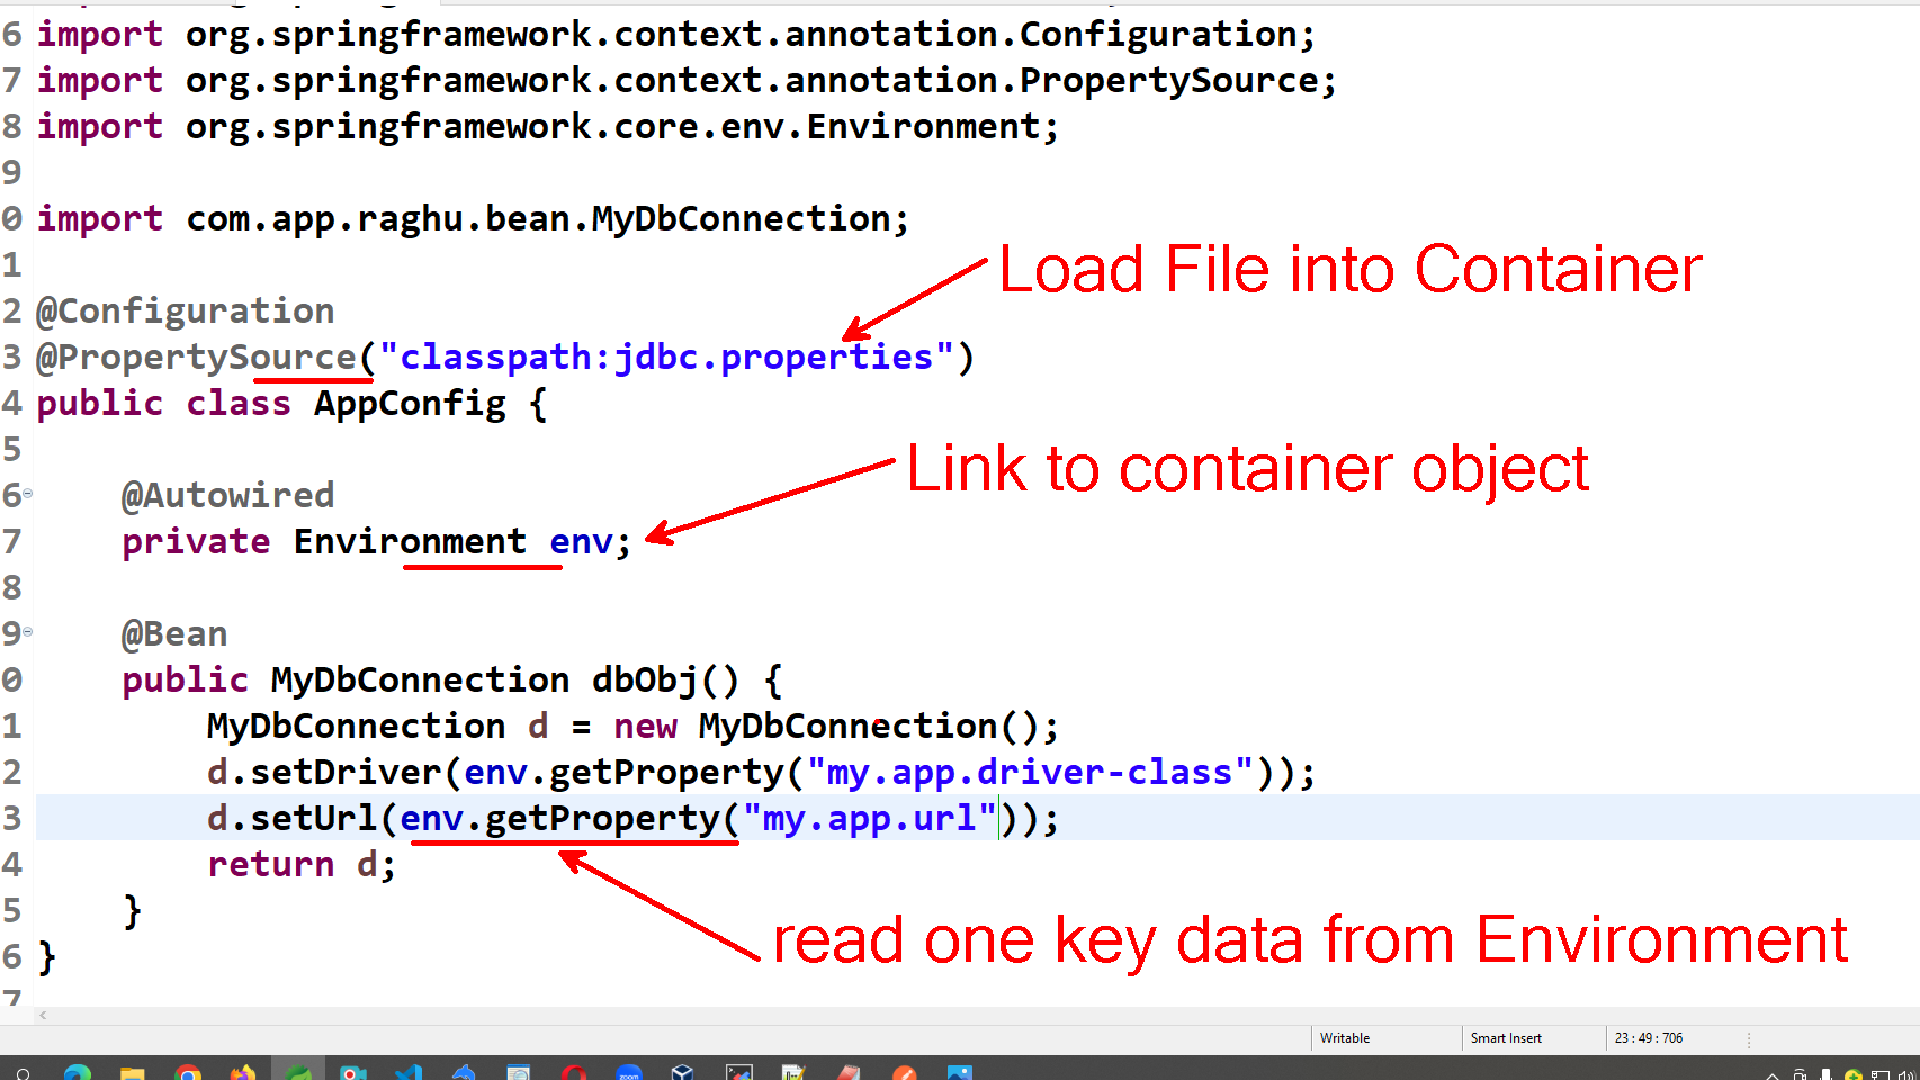 6 import org.springframework.context.annotation.Configuration;
7 import org.springframework.context.annotation.PropertySource;
8 import org.springframework.core.env.Environment;
9
0 import com.app.raghu.bean.MyDbConnection;
1
Load File into Container
2 @Configuration
3 @PropertySource("classpath:jdbc.properties")
4 public class AppConfig {
5
Link to container object
6 @Autowired
7 private Environment env;
8
9 @Bean
0 public MyDbConnection dbObj() {
1 MyDbConnection d = new MyDbConnection();
2 d.setDriver(env.getProperty("my.app.driver-class"));
3 d.setUrl(env.getProperty("my.app.url"));
4 return d;
5 }
read one key data from Environment
6 }
7
Writable Smart Insert 23 : 49 : 706
zoom